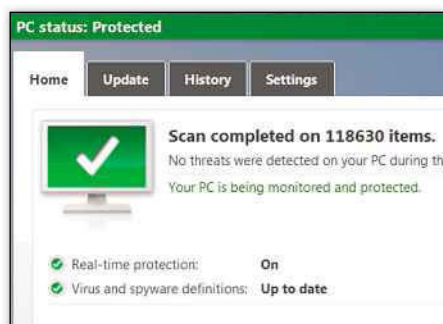 PC status: Protected
Home Update History Settings
Scan completed on 118630 items.
No threats were detected on your PC during th
Your PC is being monitored and protected.
Real-time protection: On
Virus and spyware definitions: Up to date